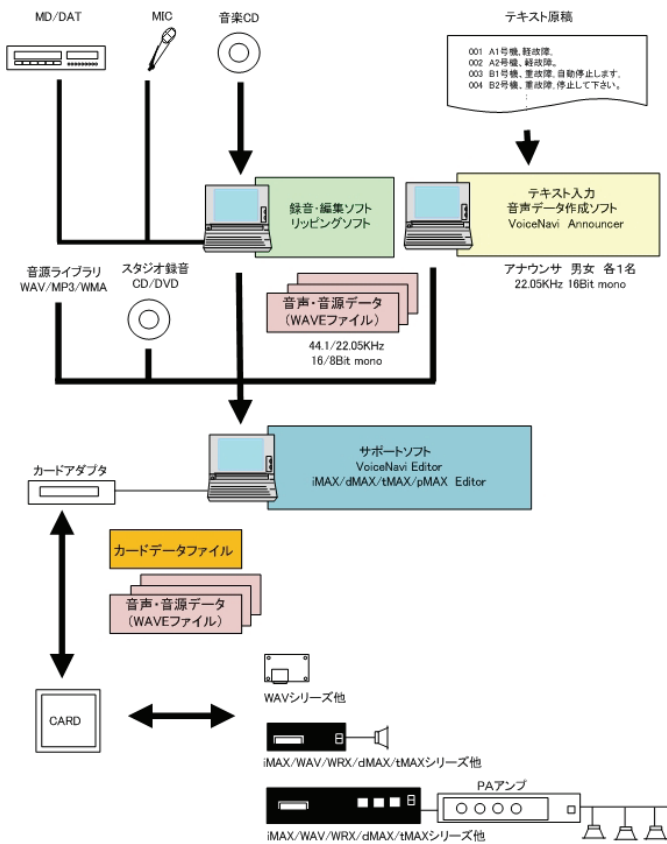 MD/DAT
MIC
音楽CD
テキスト原稿
001 A1号機、軽故障。
002 A2号機、軽故障。
003 B1号機、重故障、自動停止します。
004 B2号機、重故障、停止して下さい。
録音・編集ソフト
リッピングソフト
テキスト入力
音声データ作成ソフト
VoiceNavi Announcer
アナウンサ 男女 各1名
22.05KHz 16Bit mono
音源ライブラリ
WAV/MP3/WMA
スタジオ録音
CD/DVD
音声・音源データ
(WAVEファイル)
44.1/22.05KHz
16/8Bit mono
サポートソフト
VoiceNavi Editor
iMAX/dMAX/tMAX/pMAX Editor
カードアダプタ
カードデータファイル
音声・音源データ
(WAVEファイル)
CARD
WAVシリーズ他
iMAX/WAV/WRX/dMAX/tMAXシリーズ他
PAアンプ
iMAX/WAV/WRX/dMAX/tMAXシリーズ他